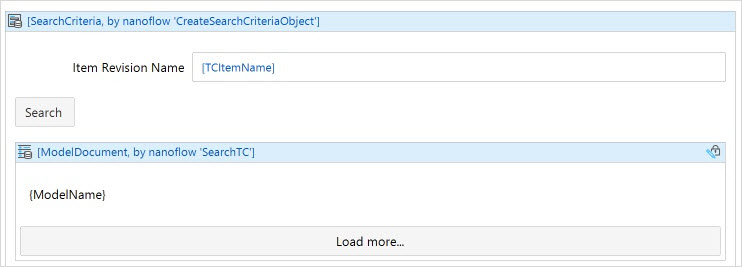 [SearchCriteria, by nanoflow 'CreateSearchCriteriaObject']
Item Revision Name [TCItemName]
Search
[ModelDocument, by nanoflow 'SearchTC']
{ModelName}
Load more...